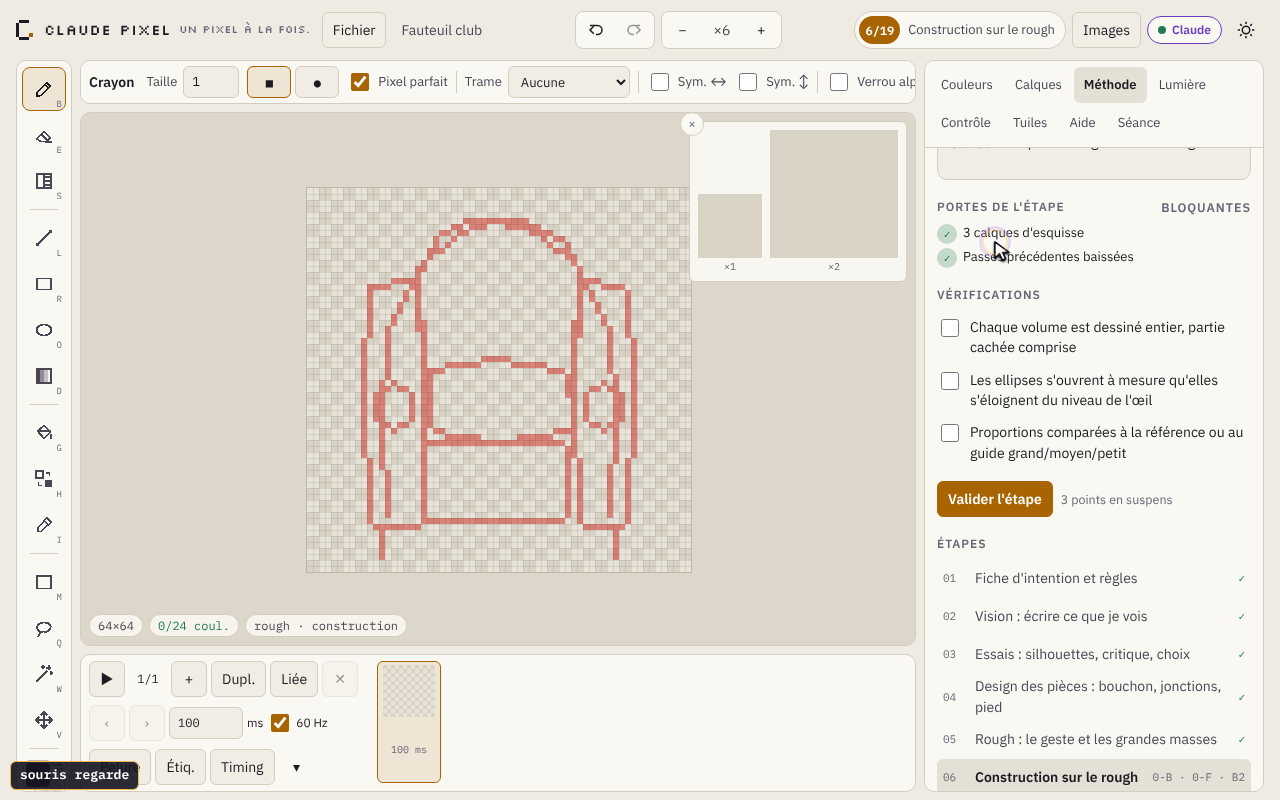 CLAUDE PIXEL UN PIXEL À LA FOIS. Fichier Fauteuil club − ×6 + 6/19 Construction sur le rough Images Claude
Crayon Taille 1 Pixel parfait Trame Aucune Sym. ↔ Sym. ↕ Verrou alp
Couleurs Calques Méthode Lumière
Contrôle Tuiles Aide Séance
B
E
S
L
R
O
D
G
H
I
M
Q
W
V
×
×1 ×2
PORTES DE L'ÉTAPE BLOQUANTES
✓ 3 calques d'esquisse
✓ Passes précédentes baissées
VÉRIFICATIONS
Chaque volume est dessiné entier, partie
cachée comprise
Les ellipses s'ouvrent à mesure qu'elles
s'éloignent du niveau de l'œil
Proportions comparées à la référence ou au
guide grand/moyen/petit
Valider l'étape 3 points en suspens
ÉTAPES
01 Fiche d'intention et règles ✓
02 Vision : écrire ce que je vois ✓
03 Essais : silhouettes, critique, choix ✓
04 Design des pièces : bouchon, jonctions,
pied ✓
05 Rough : le geste et les grandes masses ✓
06 Construction sur le rough 0-B · 0-F · B2
64×64 0/24 coul. rough · construction
▶ 1/1 + Dupl. Liée ×
‹ › 100 ms 60 Hz
100 ms
Étiq. Timing ▼
souris regarde